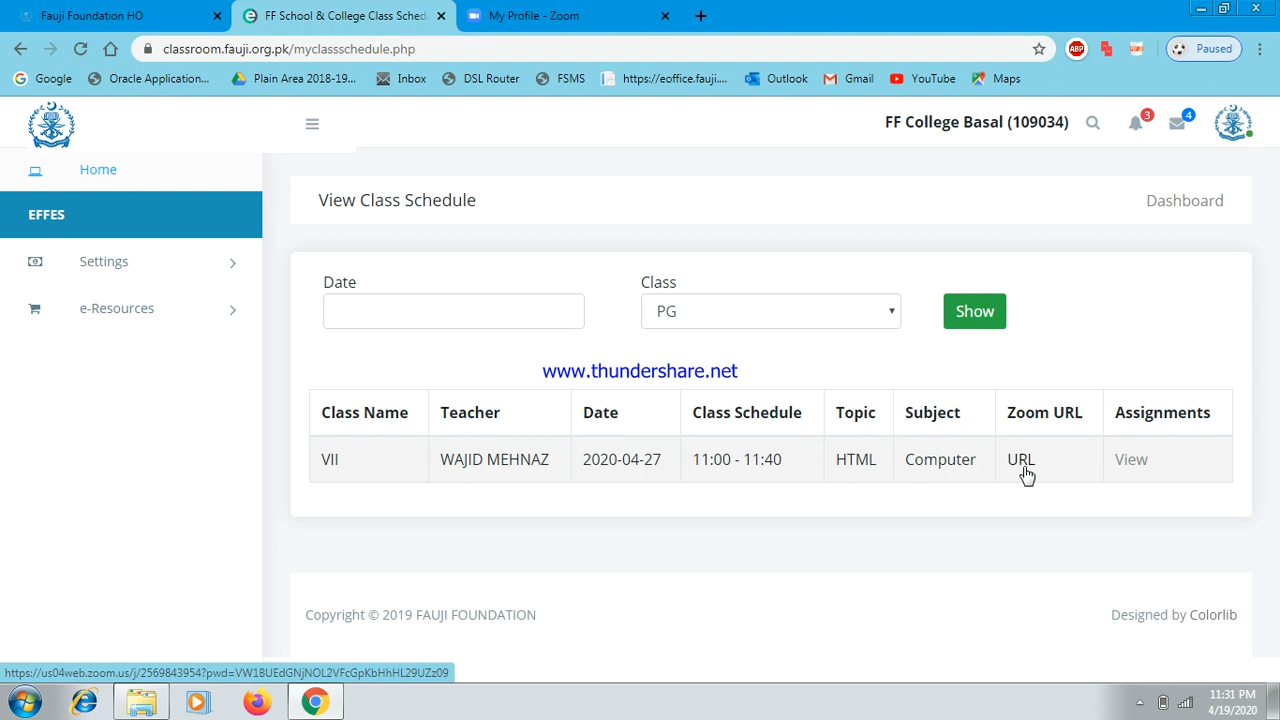 Fauji Foundation HO
FF School & College Class Sched
My Profile - Zoom
classroom.fauji.org.pk/myclassschedule.php
ABP
Paused
Google
Oracle Application...
Plain Area 2018-19...
Inbox
DSL Router
FSMS
https://eoffice.fauji....
Outlook
Gmail
YouTube
Maps
FF College Basal (109034)
3
4
Home
EFFES
Settings
e-Resources
View Class Schedule
Dashboard
Date
Class
PG
Show
www.thundershare.net
Class Name Teacher Date Class Schedule Topic Subject Zoom URL Assignments
VII WAJID MEHNAZ 2020-04-27 11:00 - 11:40 HTML Computer URL View
Copyright © 2019 FAUJI FOUNDATION
Designed by Colorlib
https://us04web.zoom.us/j/2569843954?pwd=VW1BUEdGNjNOL2VFcGpKbHhHL29UZz09
11:31 PM
4/19/2020